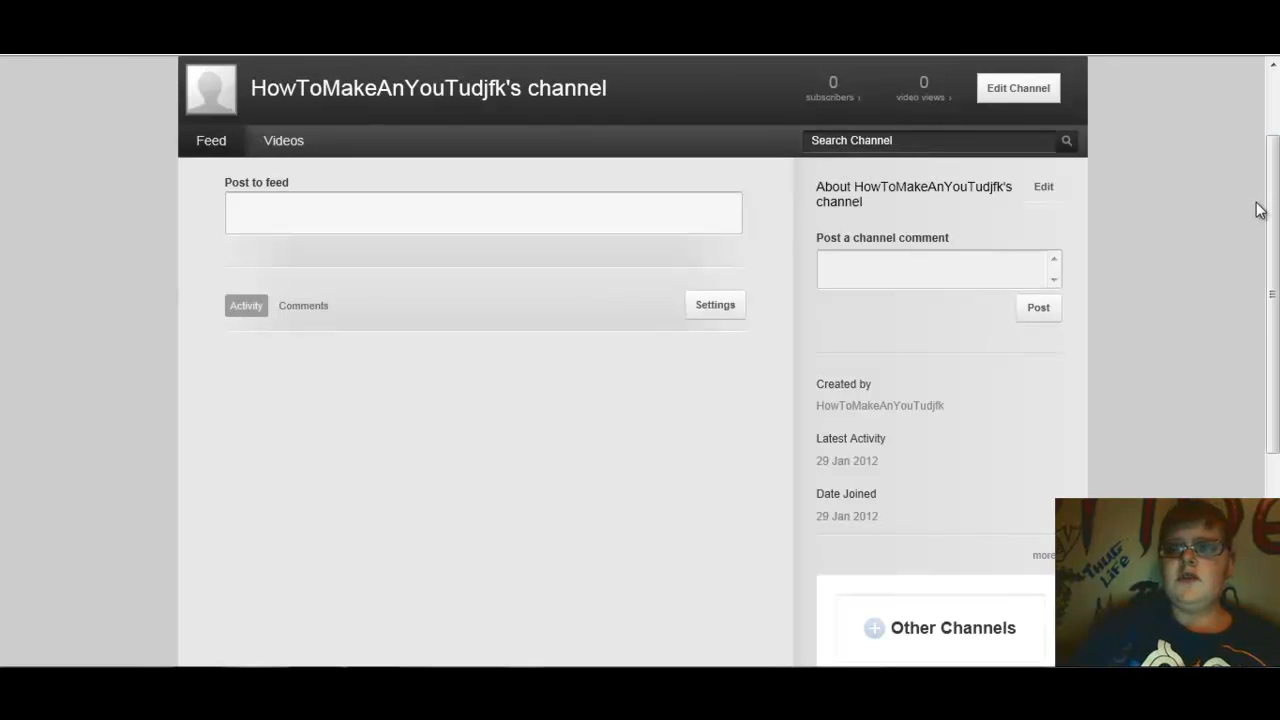 HowToMakeAnYouTudjfk's channel
0
subscribers ›
0
video views ›
Edit Channel
Feed
Videos
Search Channel
Post to feed
Activity
Comments
Settings
About HowToMakeAnYouTudjfk's
channel
Edit
Post a channel comment
Post
Created by
HowToMakeAnYouTudjfk
Latest Activity
29 Jan 2012
Date Joined
29 Jan 2012
more
Other Channels
THUG
Life